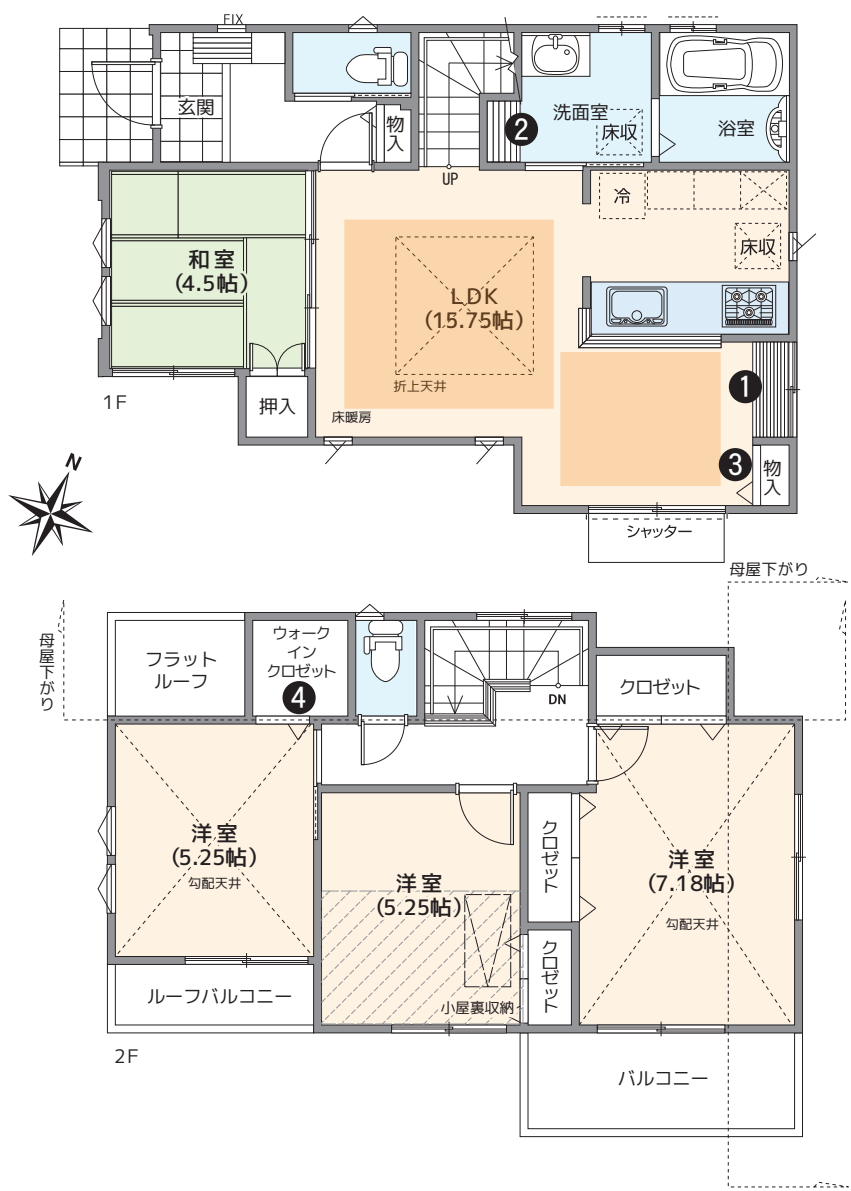 FIX
玄関
物入
UP
❷
洗面室
床収
浴室
冷
床収
和室
(4.5帖)
LDK
(15.75帖)
折上天井
床暖房
押入
❶
❸
物入
シャッター
1F
N
母屋下がり
母屋下がり
フラット
ルーフ
ウォーク
イン
クロゼット
❹
DN
クロゼット
洋室
(5.25帖)
勾配天井
洋室
(5.25帖)
小屋裏収納
クロゼット
クロゼット
洋室
(7.18帖)
勾配天井
ルーフバルコニー
バルコニー
2F